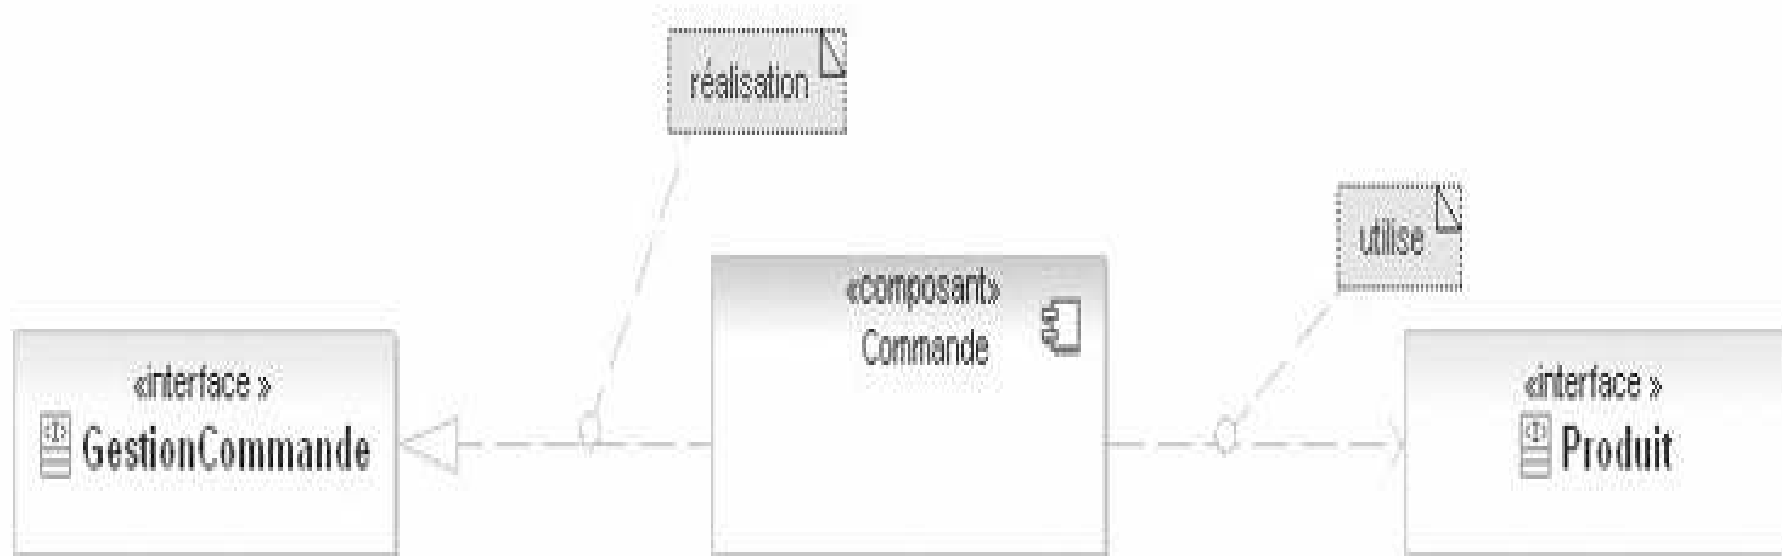 réalisation
utilise
«composant»
Commande
«interface »
GestionCommande
«interface »
Produit